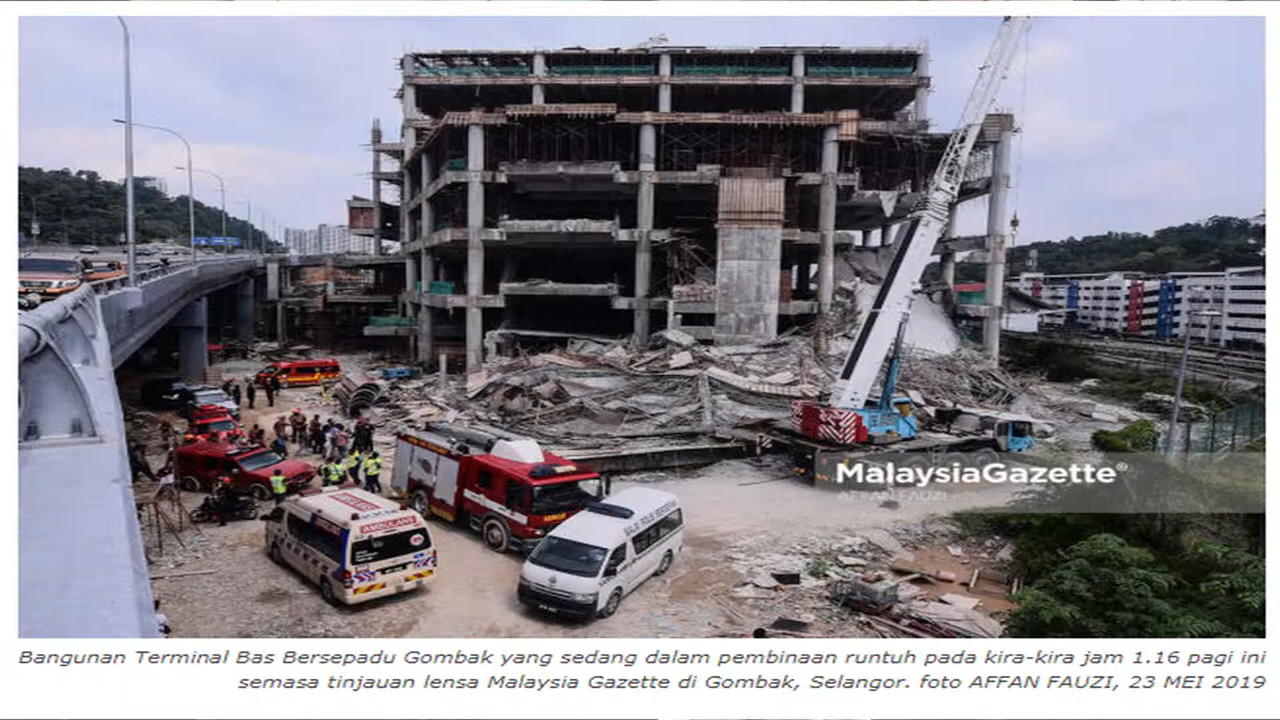 AMBULANS
MALAYSIAGAZETTE®
AFFAN FAUZI
Bangunan Terminal Bas Bersepadu Gombak yang sedang dalam pembinaan runtuh pada kira-kira jam 1.16 pagi ini
semasa tinjauan lensa Malaysia Gazette di Gombak, Selangor. foto AFFAN FAUZI, 23 MEI 2019